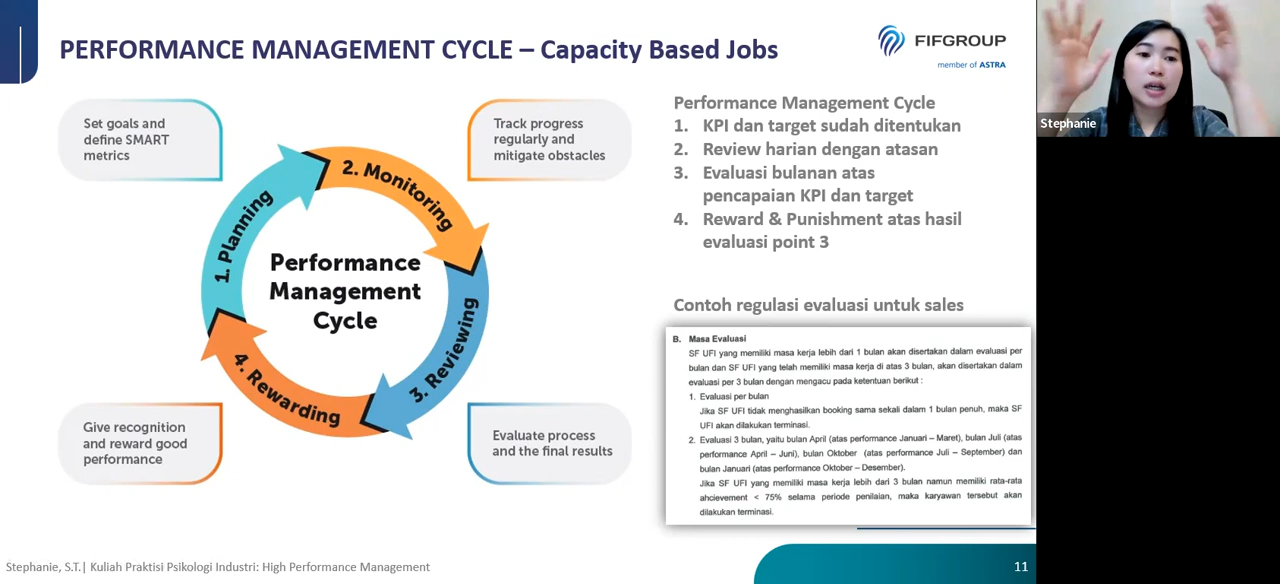 PERFORMANCE MANAGEMENT CYCLE – Capacity Based Jobs
FIFGROUP
member of ASTRA
Stephanie
Set goals and
define SMART
metrics
Track progress
regularly and
mitigate obstacles
1. Planning
2. Monitoring
3. Reviewing
4. Rewarding
Performance
Management
Cycle
Give recognition
and reward good
performance
Evaluate process
and the final results
Performance Management Cycle
1. KPI dan target sudah ditentukan
2. Review harian dengan atasan
3. Evaluasi bulanan atas
pencapaian KPI dan target
4. Reward & Punishment atas hasil
evaluasi point 3
Contoh regulasi evaluasi untuk sales
B. Masa Evaluasi
SF UFI yang memiliki masa kerja lebih dari 1 bulan akan disertakan dalam evaluasi per
bulan dan SF UFI yang telah memiliki masa kerja di atas 3 bulan, akan disertakan dalam
evaluasi per 3 bulan dengan mengacu pada ketentuan berikut :
1. Evaluasi per bulan
Jika SF UFI tidak menghasilkan booking sama sekali dalam 1 bulan penuh, maka SF
UFI akan dilakukan terminasi.
2. Evaluasi 3 bulan, yaitu bulan April (atas performance Januari – Maret), bulan Juli (atas
performance April – Juni), bulan Oktober (atas performance Juli – September) dan
bulan Januari (atas performance Oktober – Desember).
Jika SF UFI yang memiliki masa kerja lebih dari 3 bulan namun memiliki rata-rata
ahcievement < 75% selama periode penilaian, maka karyawan tersebut akan
dilakukan terminasi.
Stephanie, S.T.| Kuliah Praktisi Psikologi Industri: High Performance Management
11